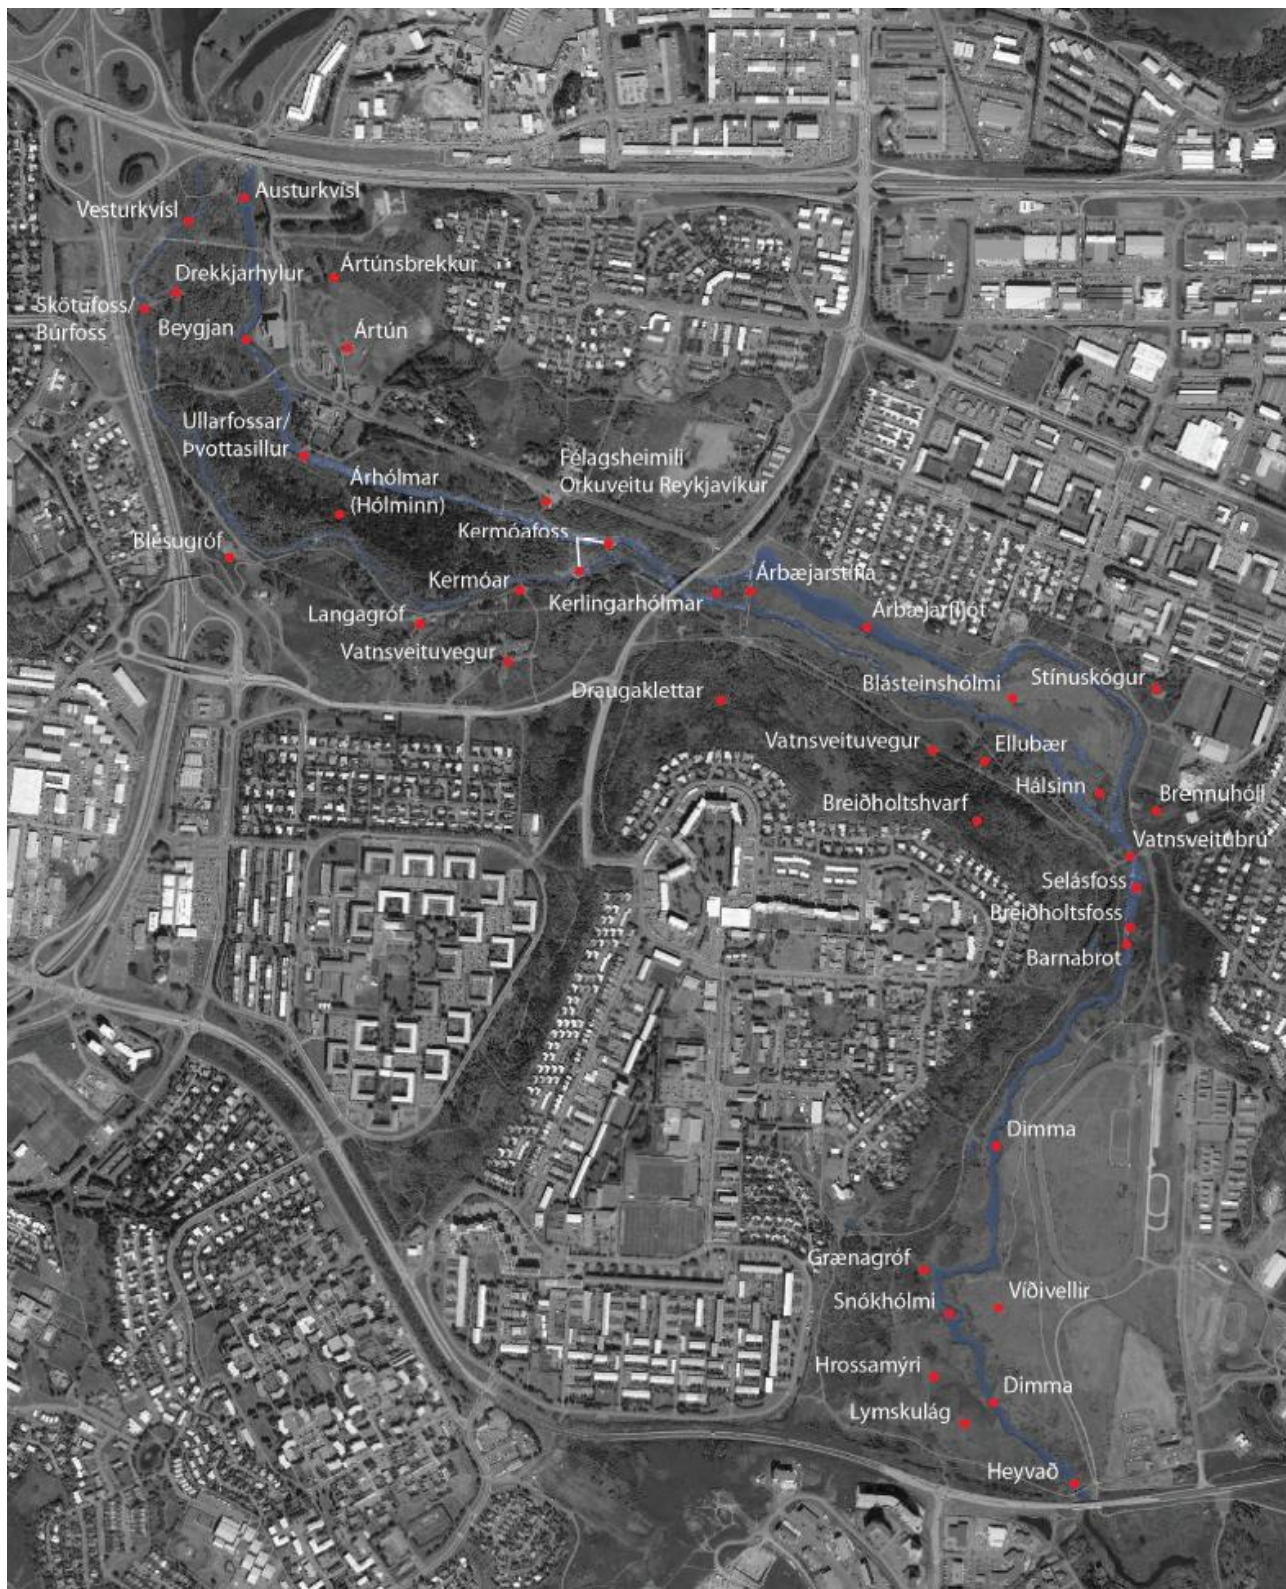 Austurkvísl
Vesturkvísl
Ártúnsbrekkur
Drekkjarhylur
Skötufoss/
Búrfoss
Beygjan
Ártún
Ullarfossar/
Þvottasillur
Árhólmar
(Hólminn)
Félagsheimili
Orkuveitu Reykjavíkur
Kermóafoss
Blesugróf
Kermóar
Árbæjarstífla
Kerlingarhólmar
Langagróf
Árbæjarfljót
Vatnsveituvegur
Stínuskógur
Blásteinshólmi
Draugaklettar
Vatnsveituvegur
Ellubær
Hálsinn
Brennuhóll
Breiðholtshvarf
Vatnsveitubrú
Selásfoss
Breiðholtsfoss
Barnabrot
Dimma
Grænagróf
Víðivellir
Snókhólmi
Hrossamýri
Dimma
Lymskulág
Heyvað